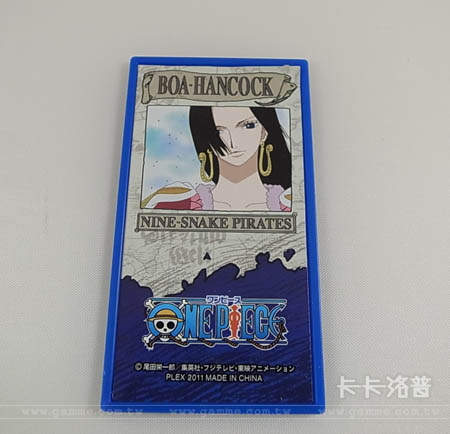 BOA·HANCOCK
NINE-SNAKE PIRATES
ワンピース
ONE PIECE
© 尾田栄一郎／集英社・フジテレビ・東映アニメーション
PLEX 2011 MADE IN CHINA
卡卡洛普
www.gamme.com.tw